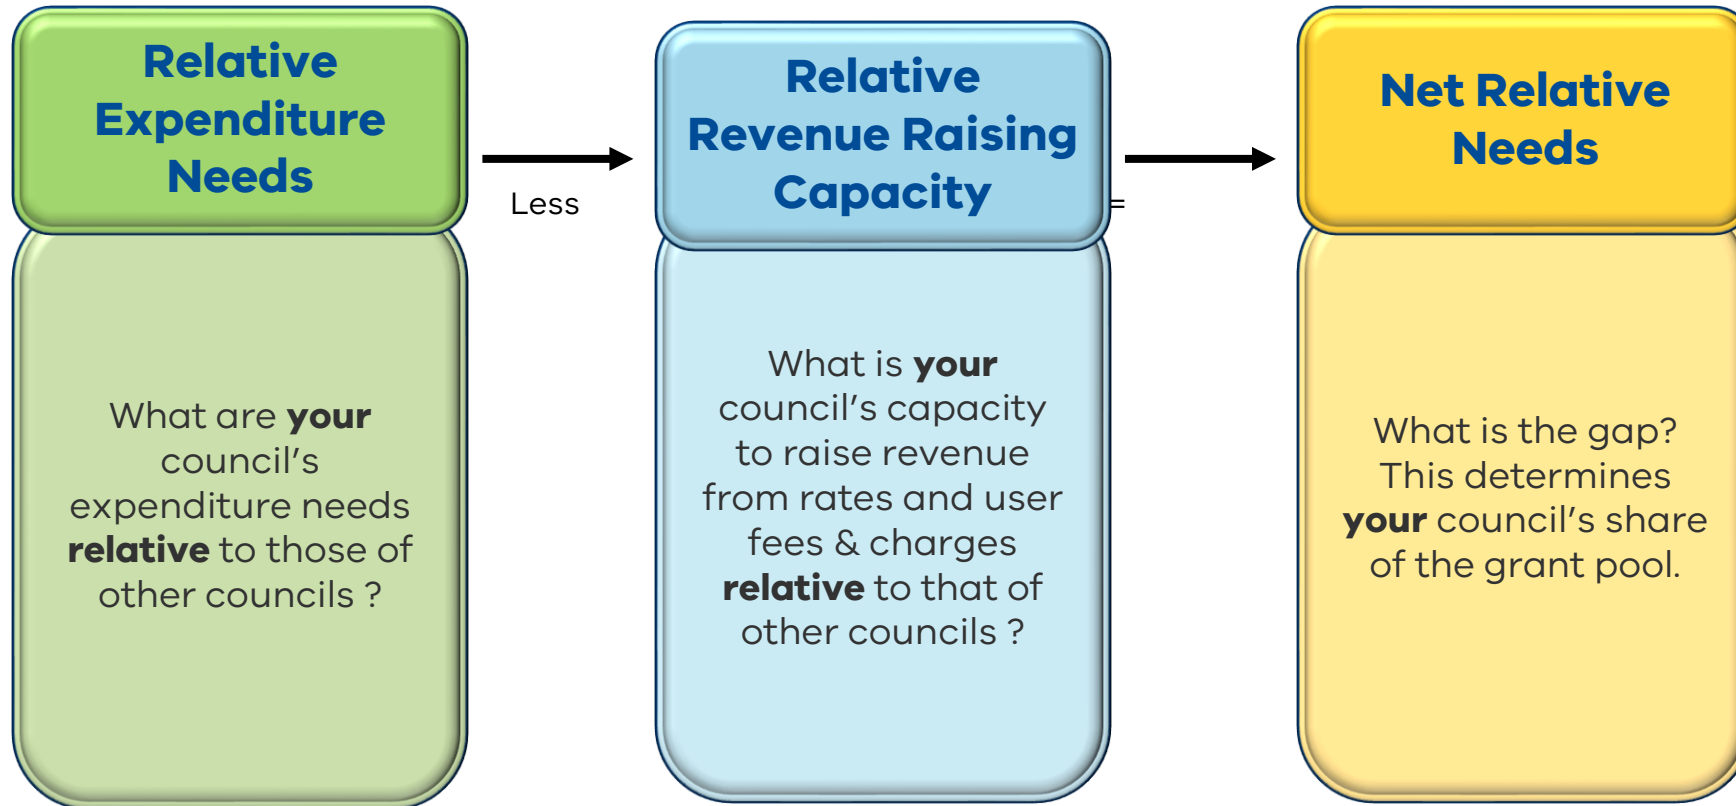 Relative
Expenditure
Needs
Less
Relative
Revenue Raising
Capacity
=
Net Relative
Needs
What are your
council's
expenditure needs
relative to those of
other councils ?
What is your
council's capacity
to raise revenue
from rates and user
fees & charges
relative to that of
other councils ?
What is the gap?
This determines
your council's share
of the grant pool.